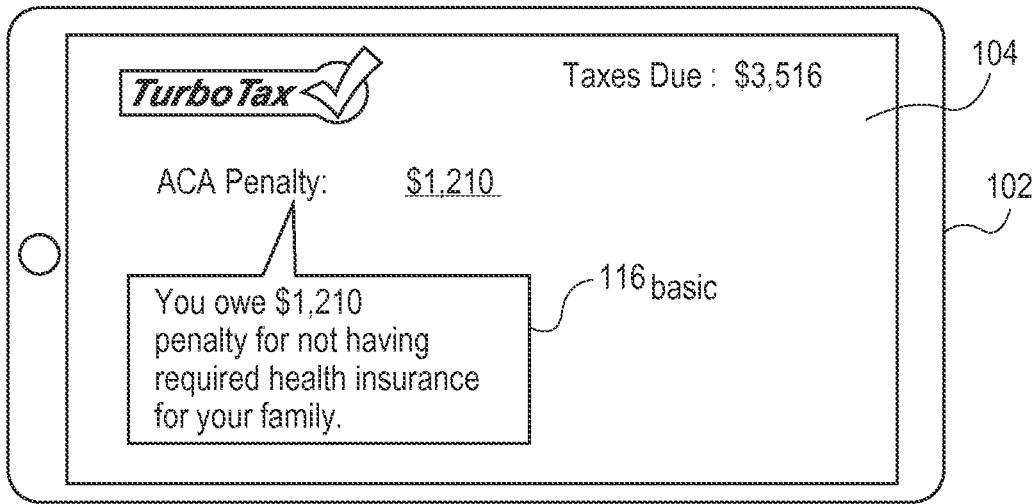 TurboTax
Taxes Due : $3,516
104
ACA Penalty: $1,210
102
You owe $1,210
penalty for not having
required health insurance
for your family.
116 basic